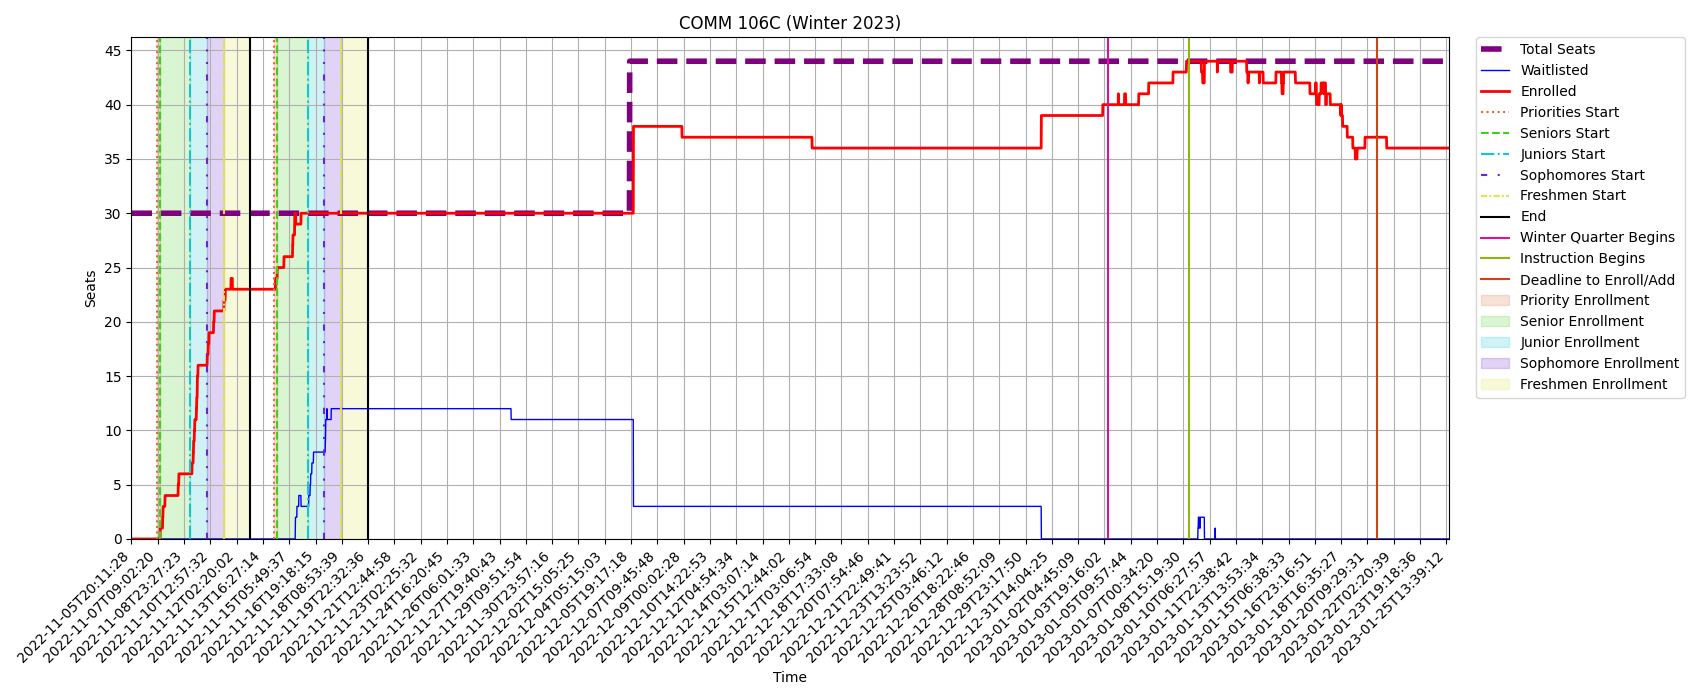 COMM 106C (Winter 2023)
Seats
45
40
35
30
25
20
15
10
5
0
2022-11-05T20:11:28
2022-11-07T09:02:20
2022-11-08T23:27:23
2022-11-10T12:57:32
2022-11-12T02:20:02
2022-11-13T16:27:14
2022-11-15T05:49:37
2022-11-16T19:18:15
2022-11-18T08:53:39
2022-11-19T22:32:36
2022-11-21T12:44:58
2022-11-23T02:25:32
2022-11-24T16:20:45
2022-11-26T06:01:33
2022-11-27T19:40:43
2022-11-29T09:51:54
2022-11-30T23:57:16
2022-12-02T15:05:25
2022-12-04T05:15:03
2022-12-05T19:17:18
2022-12-07T09:45:48
2022-12-09T00:02:28
2022-12-10T14:22:53
2022-12-12T04:54:34
2022-12-14T03:07:14
2022-12-15T12:44:02
2022-12-17T03:06:54
2022-12-18T17:33:08
2022-12-20T07:54:46
2022-12-21T22:49:41
2022-12-23T13:23:52
2022-12-25T03:46:12
2022-12-26T18:22:46
2022-12-28T08:52:09
2022-12-29T23:17:50
2022-12-31T14:04:25
2023-01-02T04:45:09
2023-01-03T19:16:02
2023-01-05T09:57:44
2023-01-07T00:34:20
2023-01-08T15:19:30
2023-01-10T06:27:57
2023-01-11T22:38:42
2023-01-13T13:53:34
2023-01-15T06:38:33
2023-01-16T23:16:51
2023-01-18T16:35:27
2023-01-20T09:29:31
2023-01-22T02:20:39
2023-01-23T19:18:36
2023-01-25T13:39:12
Time
Total Seats
Waitlisted
Enrolled
Priorities Start
Seniors Start
Juniors Start
Sophomores Start
Freshmen Start
End
Winter Quarter Begins
Instruction Begins
Deadline to Enroll/Add
Priority Enrollment
Senior Enrollment
Junior Enrollment
Sophomore Enrollment
Freshmen Enrollment